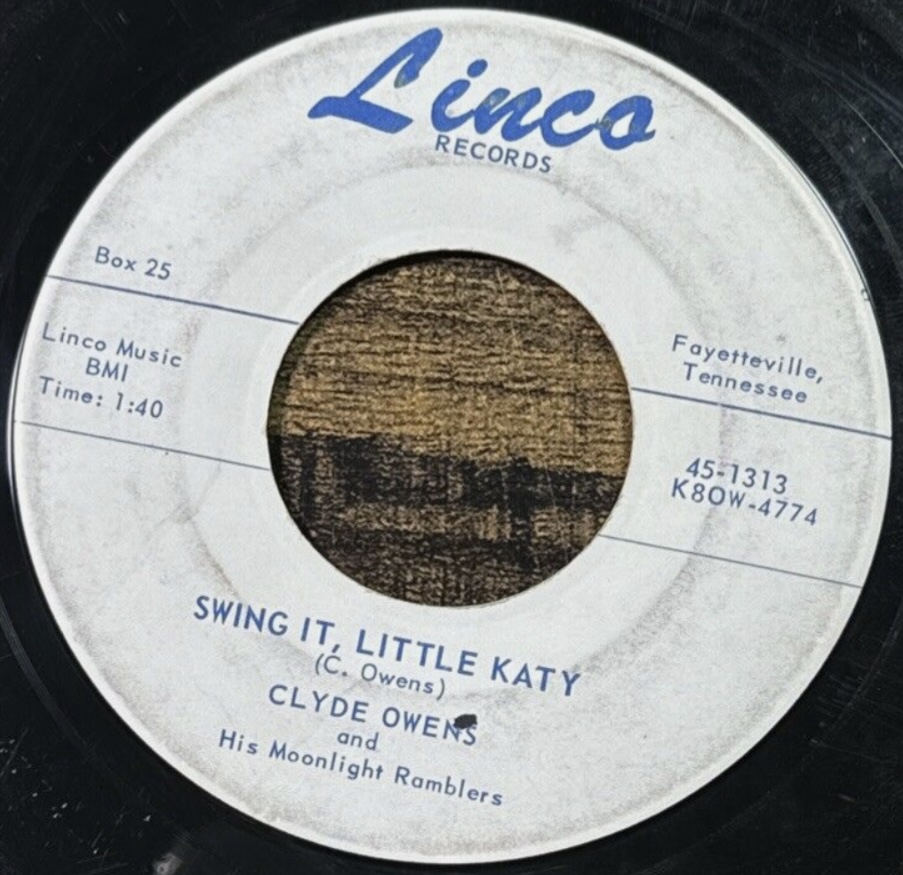 Linco
RECORDS
Box 25
Linco Music
BMI
Time: 1:40
Fayetteville,
Tennessee
45-1313
K8OW-4774
SWING IT, LITTLE KATY
(C. Owens)
CLYDE OWENS
and
His Moonlight Ramblers